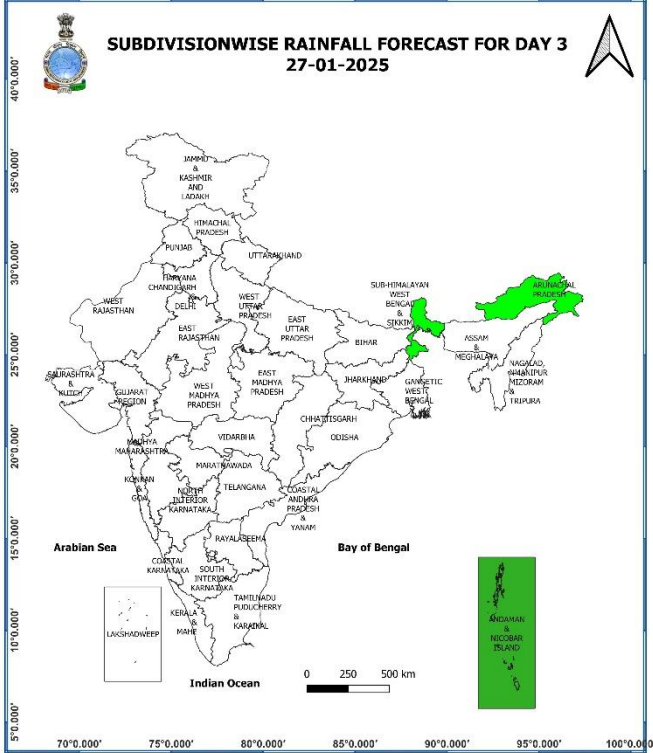 SUBDIVISIONWISE RAINFALL FORECAST FOR DAY 3
27-01-2025
40°0.000'
35°0.000'
30°0.000'
25°0.000'
20°0.000'
15°0.000'
10°0.000'
5°0.000'
JAMMU
&
KASHMIR
AND
LADAKH
HIMACHAL
PRADESH
PUNJAB
UTTARAKHAND
HARYANA
CHANDIGARH
DELHI
WEST
RAJASTHAN
WEST
UTTAR
PRADESH
EAST
RAJASTHAN
EAST
UTTAR
PRADESH
SUB-HIMALAYAN
WEST
BENGAL
&
SIKKIM
ARUNACHAL
PRADESH
BIHAR
ASSAM
&
MEGHALAYA
NAGALAD,
MANIPUR
MIZORAM
&
TRIPURA
SAURASHTRA
&
KUTCH
GUJARAT
REGION
WEST
MADHYA
PRADESH
EAST
MADHYA
PRADESH
JHARKHAND
GANGETIC
WEST
BENGAL
CHHATTISGARH
ODISHA
MADHYA
MAHARASHTRA
VIDARBHA
MARATHAWADA
KONKAN
&
GOA
NORTH
INTERIOR
KARNATAKA
TELANGANA
COASTAL
ANDHRA
PRADESH
&
YANAM
RAYALASEEMA
Arabian Sea
Bay of Bengal
COASTAL
KARNATAKA
SOUTH
INTERIOR
KARNATAKA
TAMILNADU
PUDUCHERRY
&
KARAIKAL
KERALA
&
MAHE
LAKSHADWEEP
ANDAMAN
&
NICOBAR
ISLAND
Indian Ocean
0 250 500 km
70°0.000' 75°0.000' 80°0.000' 85°0.000' 90°0.000' 95°0.000' 100°0.000'